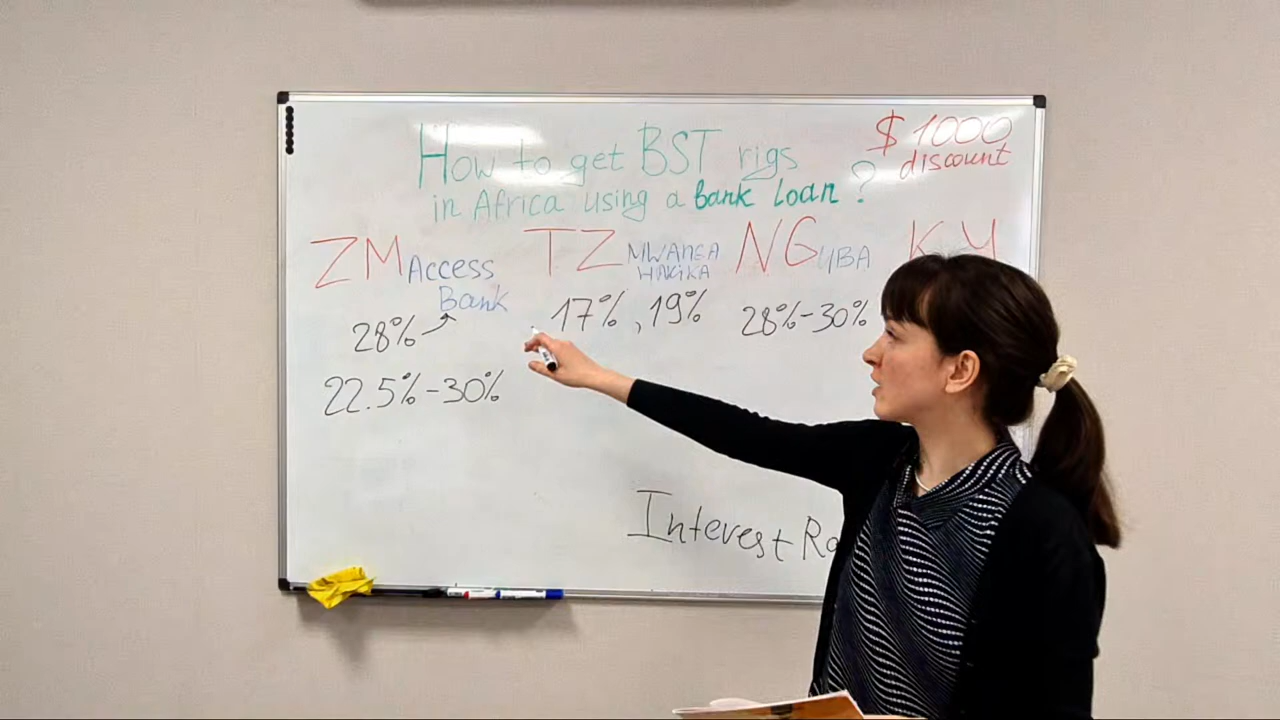 How to get BST rigs
in Africa using a bank loan?
$1000
discount
ZM Access
Bank
28%
22.5%-30%
TZ MWANGA
HAKIKA
17%, 19%
NG UBA
28%-30%
Interest